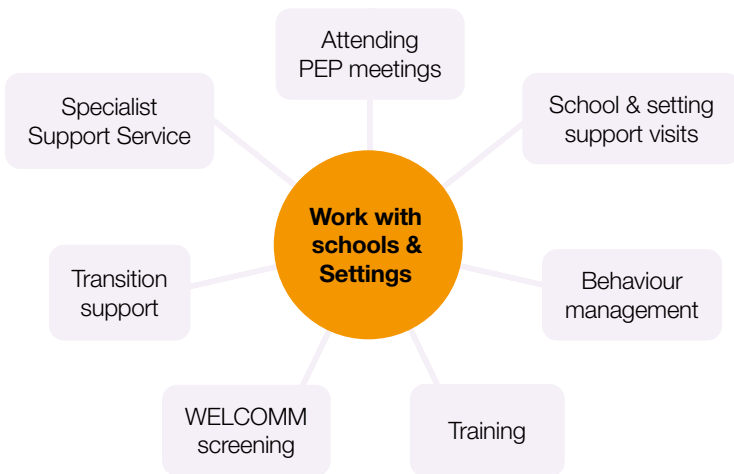 Attending
PEP meetings
Specialist
Support Service
School & setting
support visits
Work with
schools &
Settings
Transition
support
Behaviour
management
WELCOMM
screening
Training